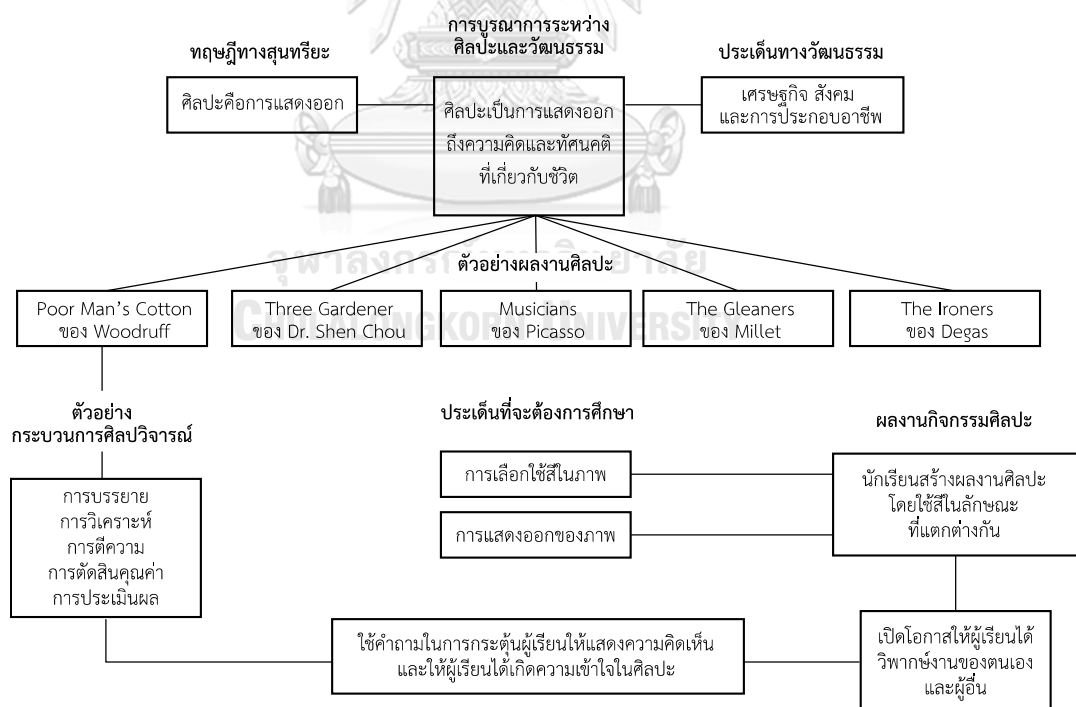 การบูรณาการระหว่าง
ศิลปะและวัฒนธรรม
ทฤษฎีทางสุนทรียะ
ประเด็นทางวัฒนธรรม
ศิลปะคือการแสดงออก
ศิลปะเป็นการแสดงออก
ถึงความคิดและทัศนคติ
ที่เกี่ยวกับชีวิต
เศรษฐกิจ สังคม
และการประกอบอาชีพ
จุฬาลงกรณ์มหาวิทยาลัย
CHULALONGKORN UNIVERSITY
ตัวอย่างผลงานศิลปะ
Poor Man's Cotton
ของ Woodruff
Three Gardener
ของ Dr. Shen Chou
Musicians
ของ Picasso
The Gleaners
ของ Millet
The Ironers
ของ Degas
ตัวอย่าง
กระบวนการศิลปวิจารณ์
ประเด็นที่จะต้องการศึกษา
ผลงานกิจกรรมศิลปะ
การบรรยาย
การวิเคราะห์
การตีความ
การตัดสินคุณค่า
การประเมินผล
การเลือกใช้สีในภาพ
การแสดงออกของภาพ
นักเรียนสร้างผลงานศิลปะ
โดยใช้สีในลักษณะ
ที่แตกต่างกัน
ใช้คำถามในการกระตุ้นผู้เรียนให้แสดงความคิดเห็น
และให้ผู้เรียนได้เกิดความเข้าใจในศิลปะ
เปิดโอกาสให้ผู้เรียนได้
วิพากษ์งานของตนเอง
และผู้อื่น